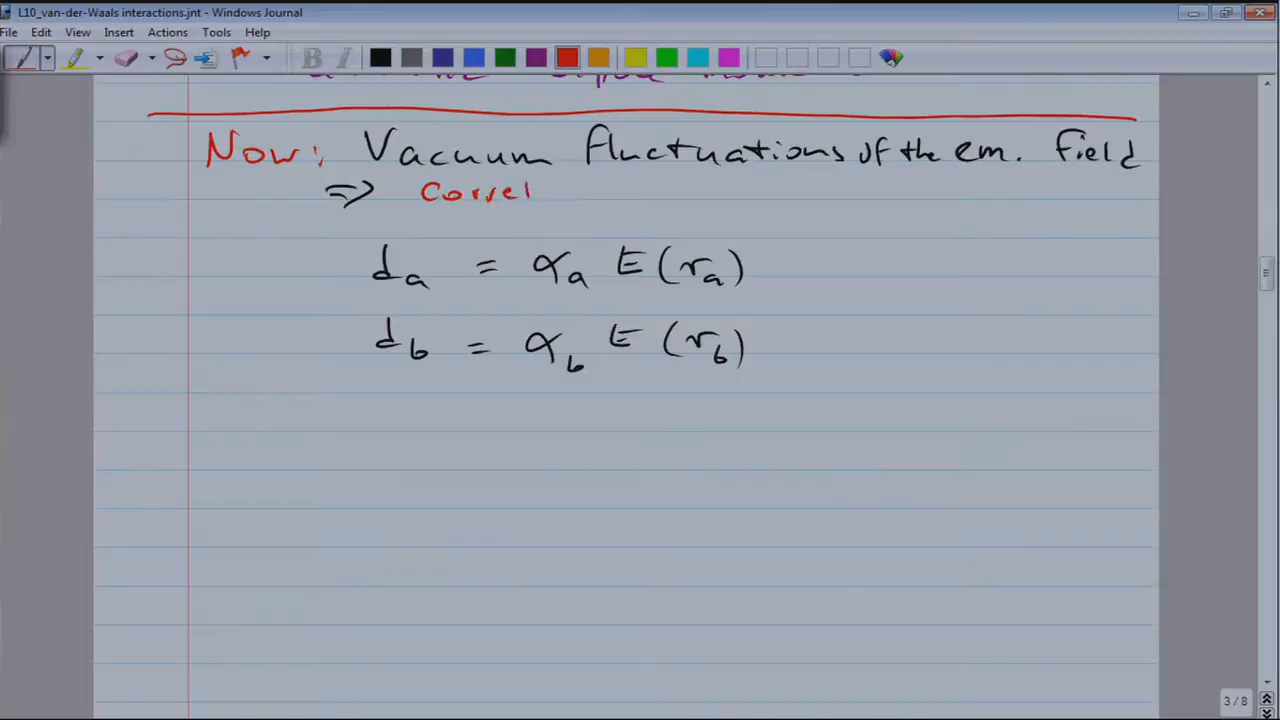 L10_van-der-Waals interactions.jnt - Windows Journal
File Edit View Insert Actions Tools Help
B I
Now: Vacuum fluctuations of the em. field
⇒ Correl
d_a = α_a E(r_a)
d_b = α_b E(r_b)
3 / 8